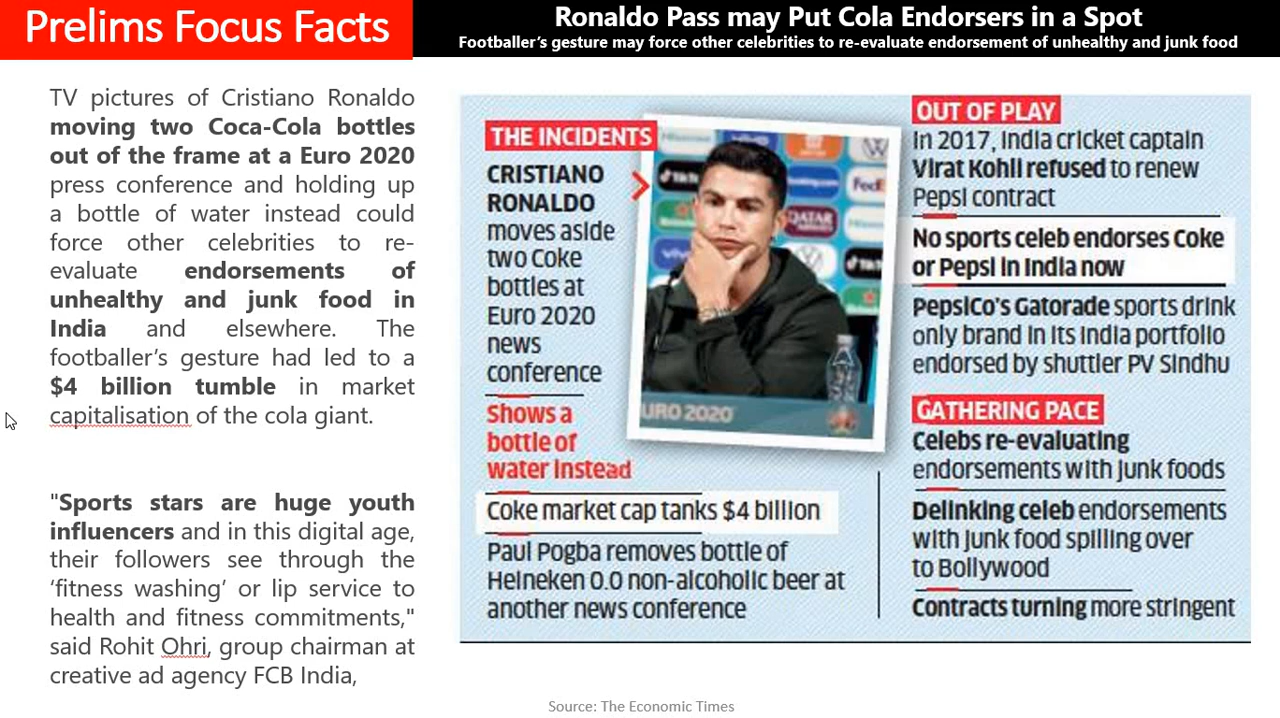 Prelims Focus Facts
Ronaldo Pass may Put Cola Endorsers in a Spot
Footballer's gesture may force other celebrities to re-evaluate endorsement of unhealthy and junk food
TV pictures of Cristiano Ronaldo
moving two Coca-Cola bottles
out of the frame at a Euro 2020
press conference and holding up
a bottle of water instead could
force other celebrities to re-
evaluate endorsements of
unhealthy and junk food in
India and elsewhere. The
footballer's gesture had led to a
$4 billion tumble in market
capitalisation of the cola giant.
"Sports stars are huge youth
influencers and in this digital age,
their followers see through the
‘fitness washing’ or lip service to
health and fitness commitments,"
said Rohit Ohri, group chairman at
creative ad agency FCB India,
THE INCIDENTS
CRISTIANO
RONALDO
moves aside
two Coke
bottles at
Euro 2020
news
conference
Shows a
bottle of
water instead
Coke market cap tanks $4 billion
Paul Pogba removes bottle of
Heineken 0.0 non-alcoholic beer at
another news conference
QATAR
FedE
URO 2020
OUT OF PLAY
In 2017, India cricket captain
Virat Kohli refused to renew
Pepsi contract
No sports celeb endorses Coke
or Pepsi in India now
PepsiCo's Gatorade sports drink
only brand in its India portfolio
endorsed by shuttler PV Sindhu
GATHERING PACE
Celebs re-evaluating
endorsements with junk foods
Delinking celeb endorsements
with junk food spilling over
to Bollywood
Contracts turning more stringent
Source: The Economic Times